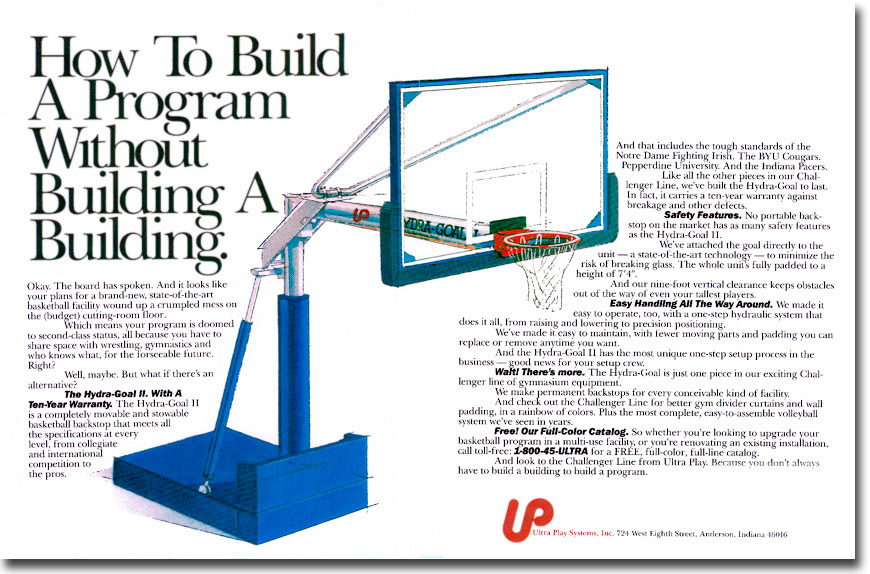 How To Build
A Program
Without
Building A
Building.
Okay. The board has spoken. And it looks like
your plans for a brand-new, state-of-the-art
basketball facility wound up a crumpled mess on
the (budget) cutting-room floor.
Which means your program is doomed
to second-class status, all because you have to
share space with wrestling, gymnastics and
who knows what, for the forseeable future.
Right?
Well, maybe. But what if there's an
alternative?
The Hydra-Goal II. With A
Ten-Year Warranty. The Hydra-Goal II
is a completely movable and stowable
basketball backstop that meets all
the specifications at every
level, from collegiate
and international
competition to
the pros.
UP
YDRA-GOAL
And that includes the tough standards of the
Notre Dame Fighting Irish. The BYU Cougars.
Pepperdine University. And the Indiana Pacers.
Like all the other pieces in our Chal-
lenger Line, we've built the Hydra-Goal to last.
In fact, it carries a ten-year warranty against
breakage and other defects.
Safety Features. No portable back-
stop on the market has as many safety features
as the Hydra-Goal II.
We've attached the goal directly to the
unit — a state-of-the-art technology — to minimize the
risk of breaking glass. The whole unit's fully padded to a
height of 7'4".
And our nine-foot vertical clearance keeps goals
out of the way of even your tallest players.
Easy Handling All The Way Around. We made it
easy to operate, too, with a one-step hydraulic system that
does it all, from raising and lowering to precision positioning.
We've made it easy to maintain, with fewer moving parts and padding you can
replace or remove anytime you want.
And the Hydra-Goal II has the most unique one-step setup process in the
business — good news for your setup crew.
Wait! There's more. The Hydra-Goal is just one piece in our exciting Chal-
lenger line of gymnasium equipment.
We make permanent backstops for every conceivable kind of facility.
And check out the Challenger Line for better gym divider curtains and wall
padding, in a rainbow of colors. Plus the most complete, easy-to-assemble volleyball
system we've seen in years.
Free! Our Full-Color Catalog. So whether you're looking to upgrade your
basketball program in a multi-use facility, or you're renovating an existing installation,
call toll-free: 1-800-45-ULTRA for a FREE, full-color, full-line catalog.
And look to the Challenger Line from Ultra Play. Because you don't always
have to build a building to build a program.
UP
Ultra Play Systems, Inc. 724 West Eighth Street, Anderson, Indiana 46016